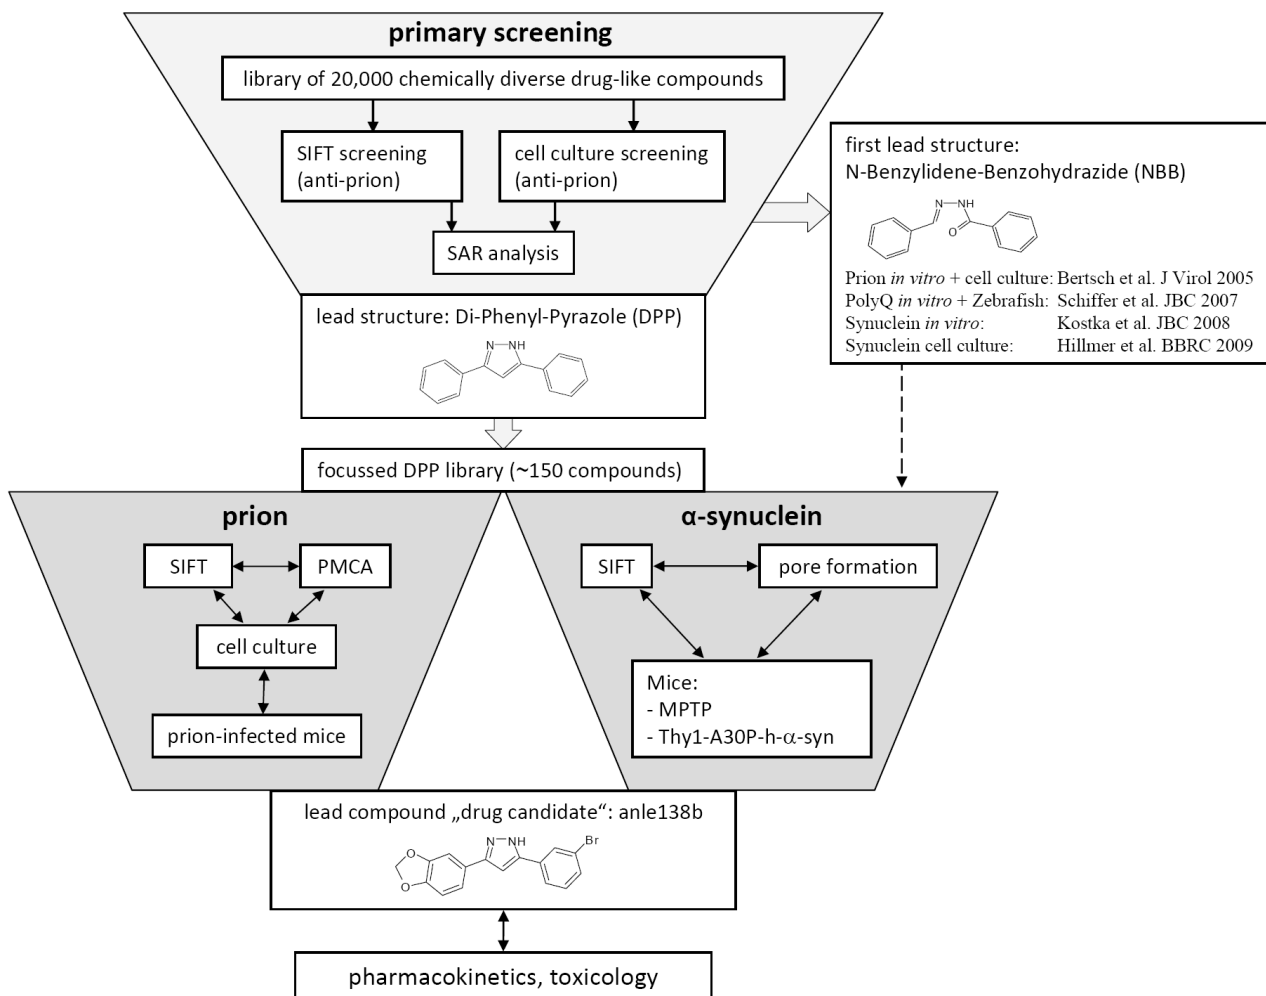 primary screening
library of 20,000 chemically diverse drug-like compounds
SIFT screening
(anti-prion)
cell culture screening
(anti-prion)
SAR analysis
first lead structure:
N-Benzylidene-Benzohydrazide (NBB)
N
NH
O
Prion in vitro + cell culture: Bertsch et al. J Virol 2005
PolyQ in vitro + Zebrafish: Schiffer et al. JBC 2007
Synuclein in vitro: Kostka et al. JBC 2008
Synuclein cell culture: Hillmer et al. BBRC 2009
lead structure: Di-Phenyl-Pyrazole (DPP)
N
NH
focussed DPP library (~150 compounds)
prion
SIFT
PMCA
cell culture
prion-infected mice
α-synuclein
SIFT
pore formation
Mice:
- MPTP
- Thy1-A30P-h-α-syn
lead compound „drug candidate“: anle138b
N
NH
Br
O
O
pharmacokinetics, toxicology